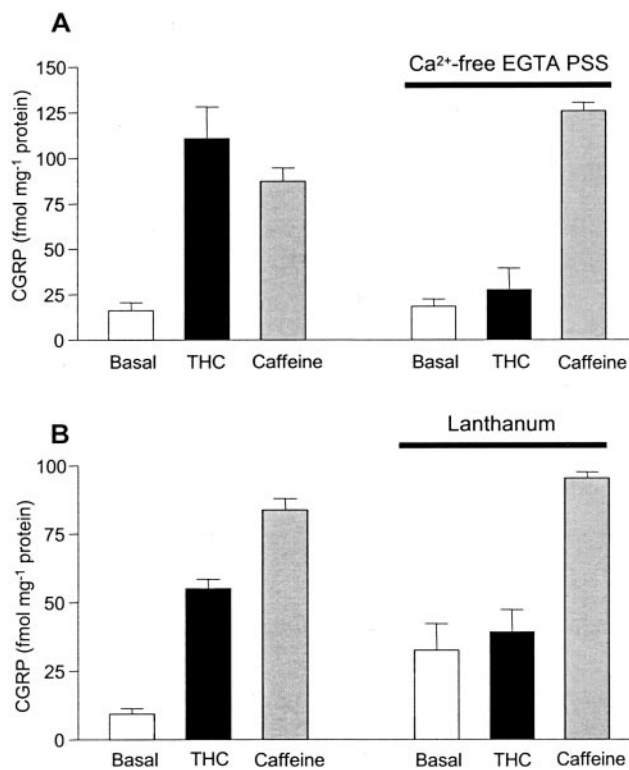 A
Ca²⁺-free EGTA PSS
CGRP (fmol mg⁻¹ protein)
150
125
100
75
50
25
0
Basal THC Caffeine Basal THC Caffeine
B
Lanthanum
CGRP (fmol mg⁻¹ protein)
100
75
50
25
0
Basal THC Caffeine Basal THC Caffeine